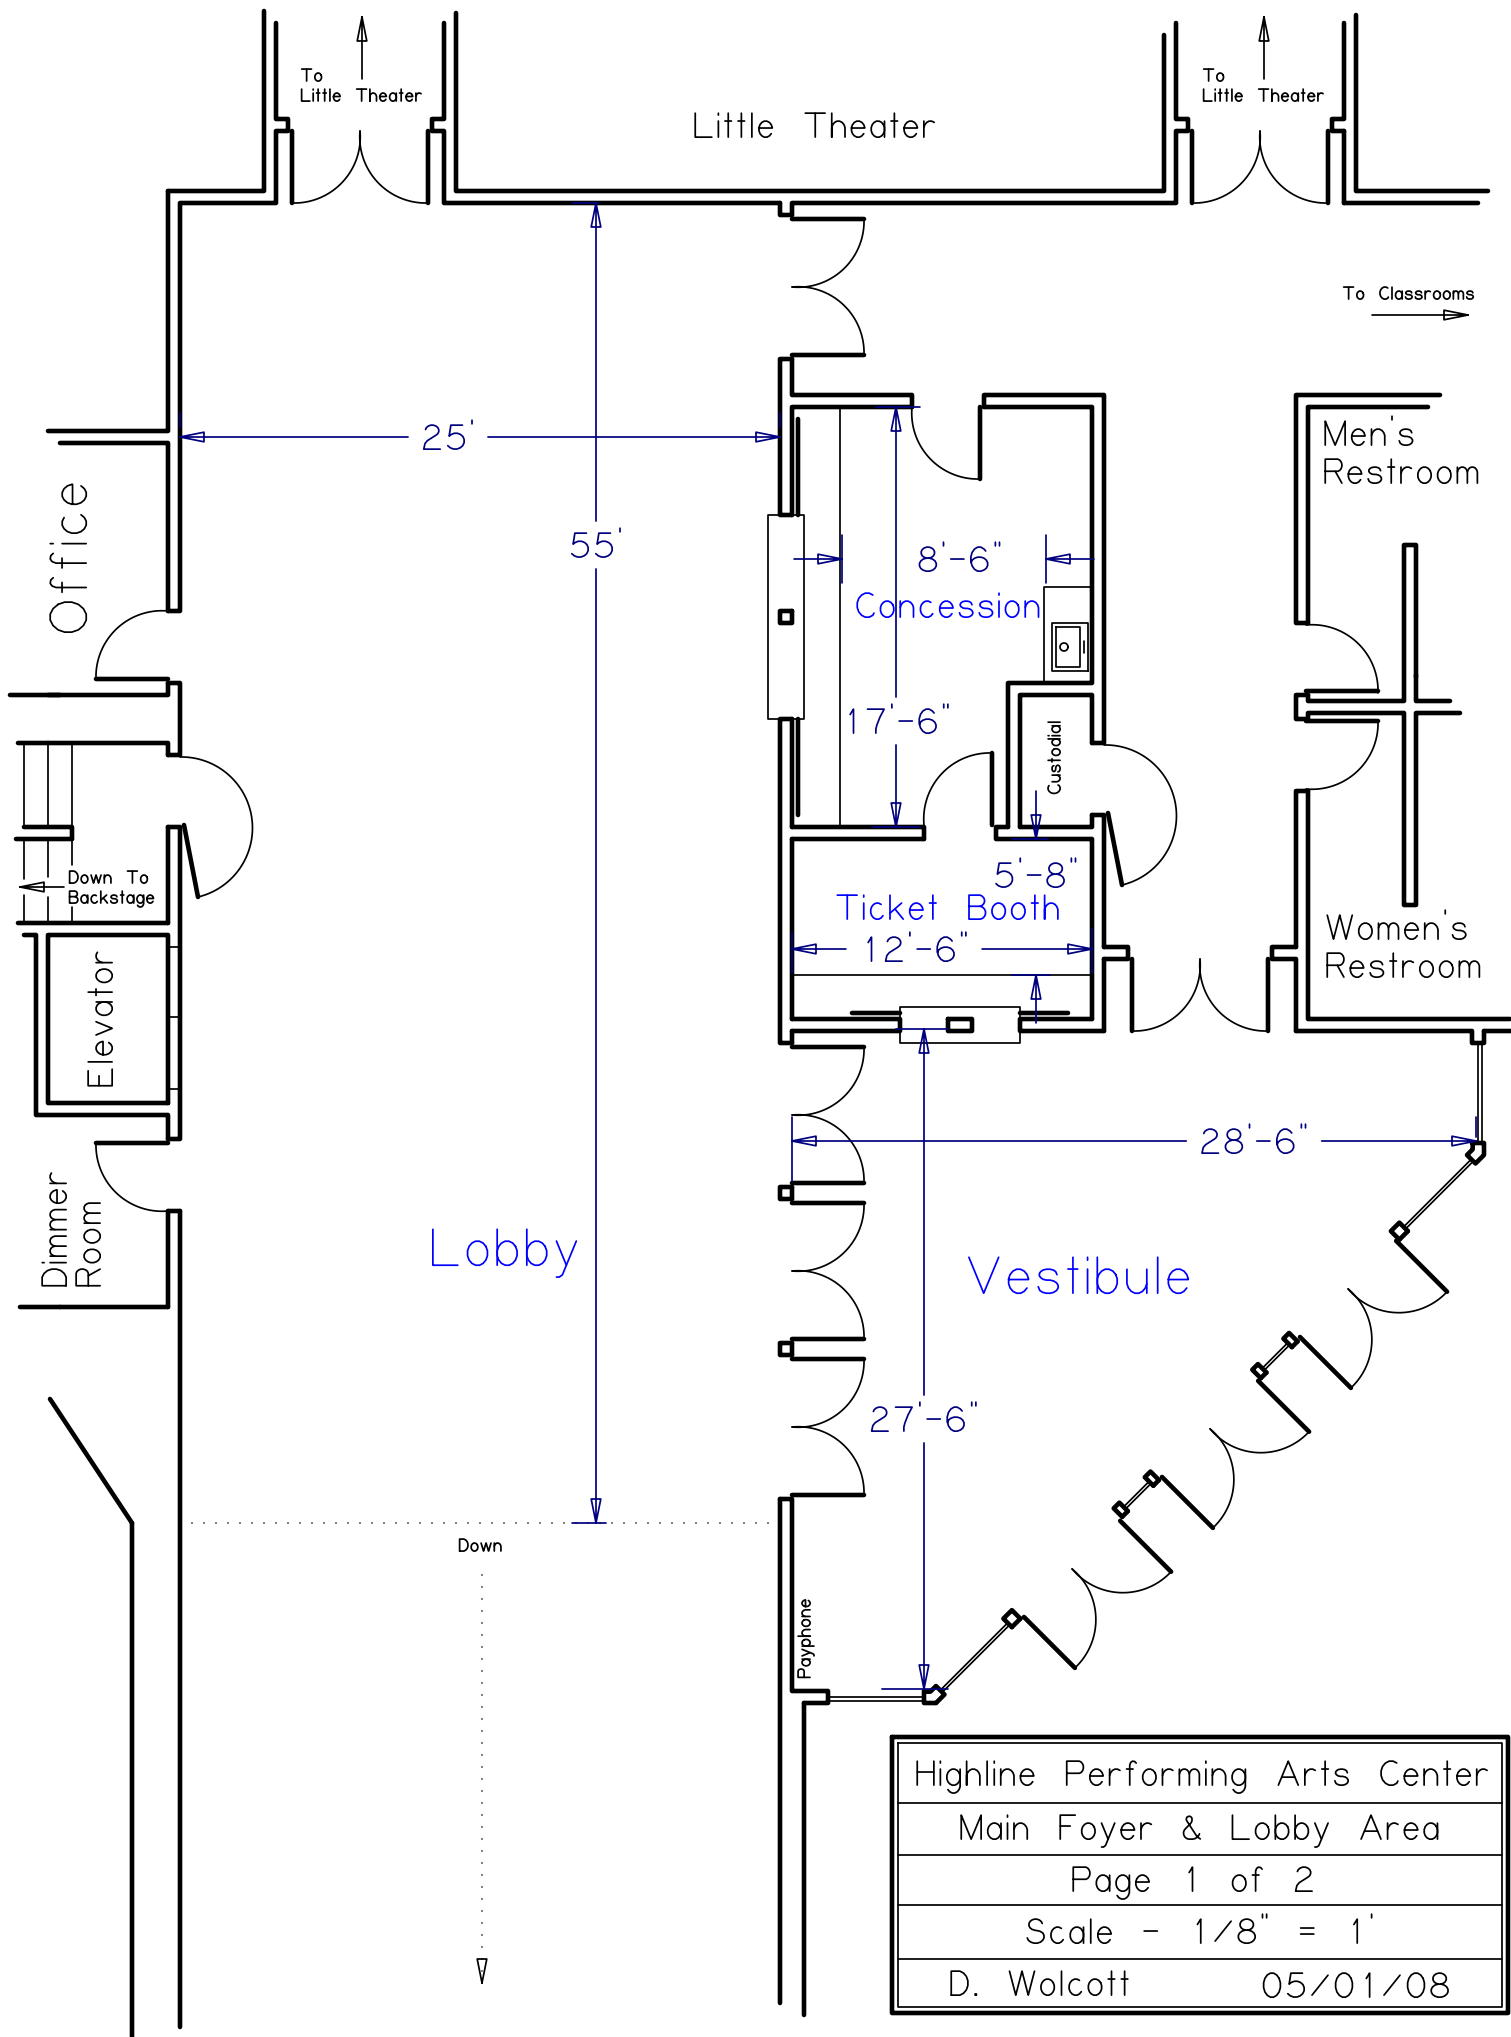 To
Little Theater
To
Little Theater
Little Theater
To Classrooms
25'
Men's
Restroom
Office
55'
8'-6"
Concession
17'-6"
Custodial
5'-8"
Down To
Backstage
Ticket Booth
12'-6"
Women's
Restroom
Elevator
28'-6"
Dimmer
Room
Lobby
Vestibule
27'-6"
Down
Payphone
Highline Performing Arts Center
Main Foyer & Lobby Area
Page 1 of 2
Scale - 1/8" = 1'
D. Wolcott 05/01/08